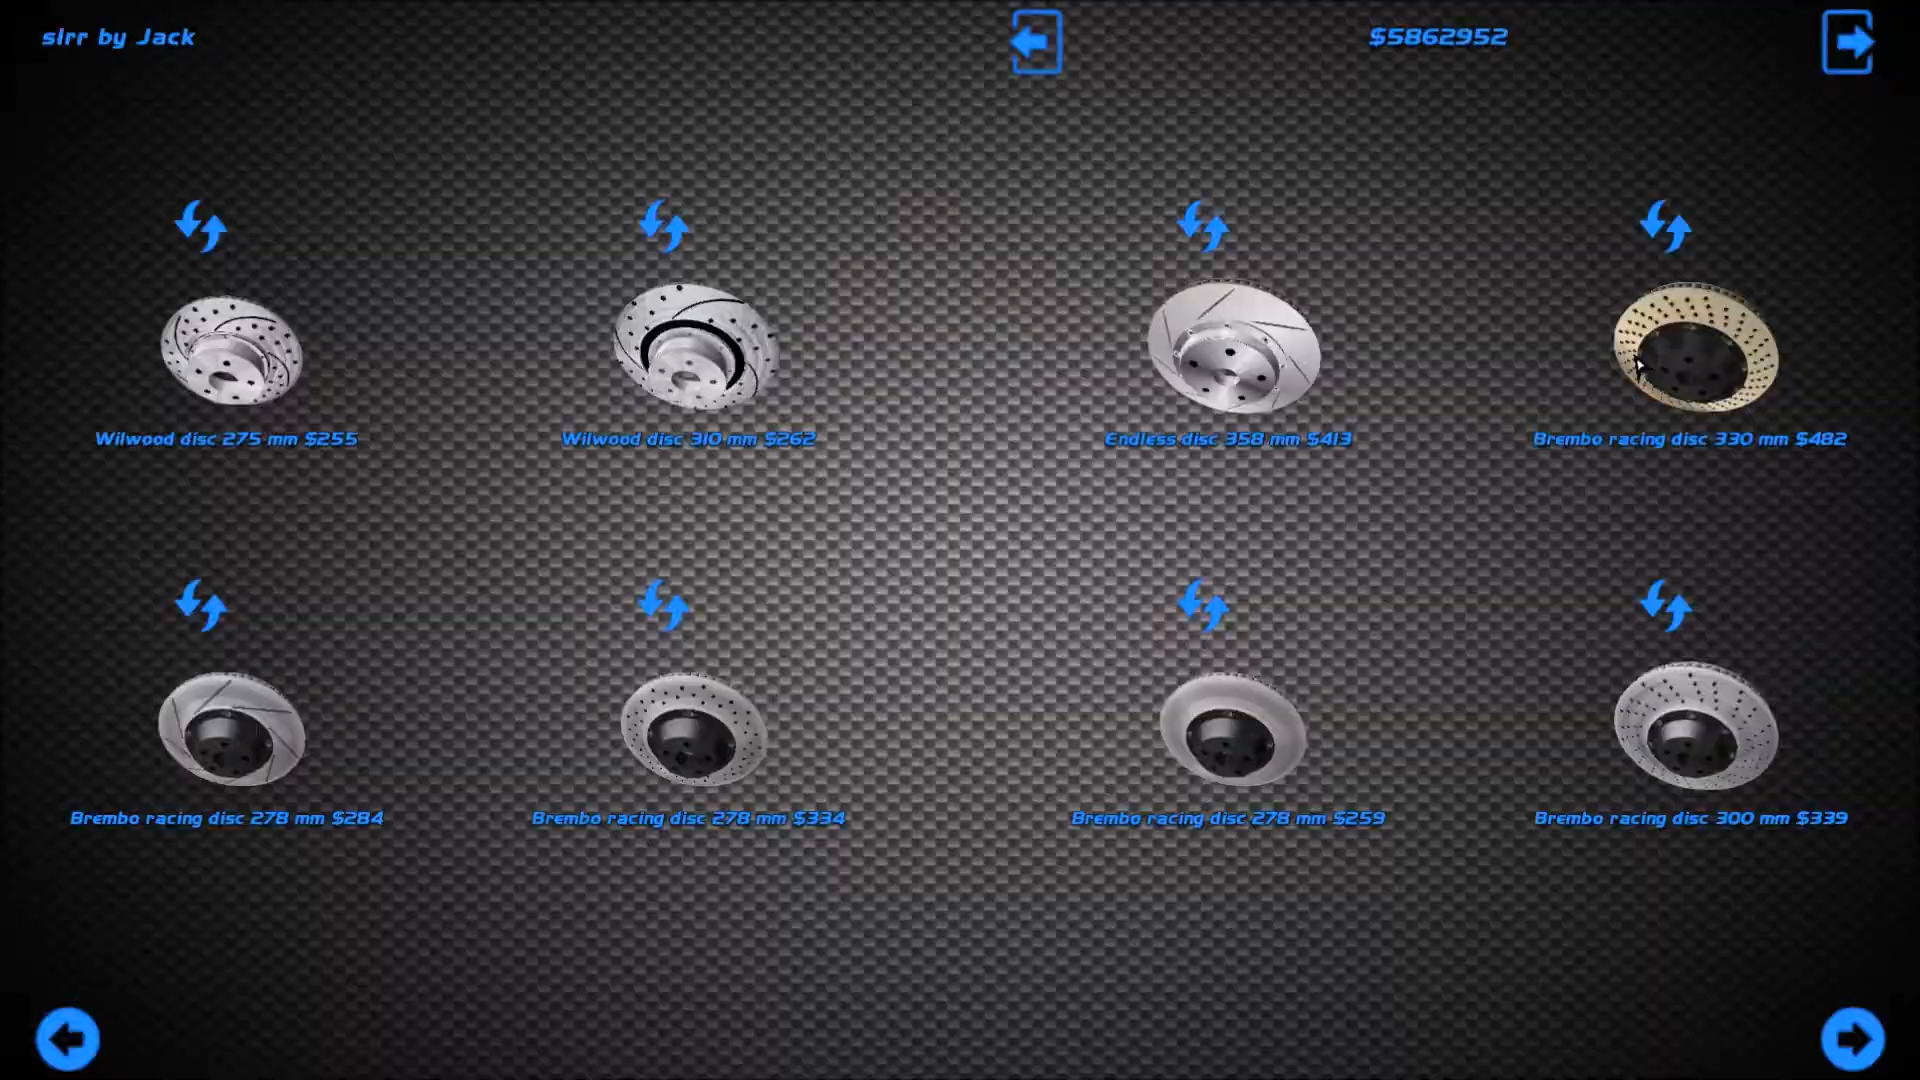 slrr by Jack
$5862952
Wilwood disc 275 mm $255
Wilwood disc 310 mm $262
Endless disc 358 mm $413
Brembo racing disc 330 mm $482
Brembo racing disc 278 mm $284
Brembo racing disc 278 mm $334
Brembo racing disc 278 mm $259
Brembo racing disc 300 mm $339